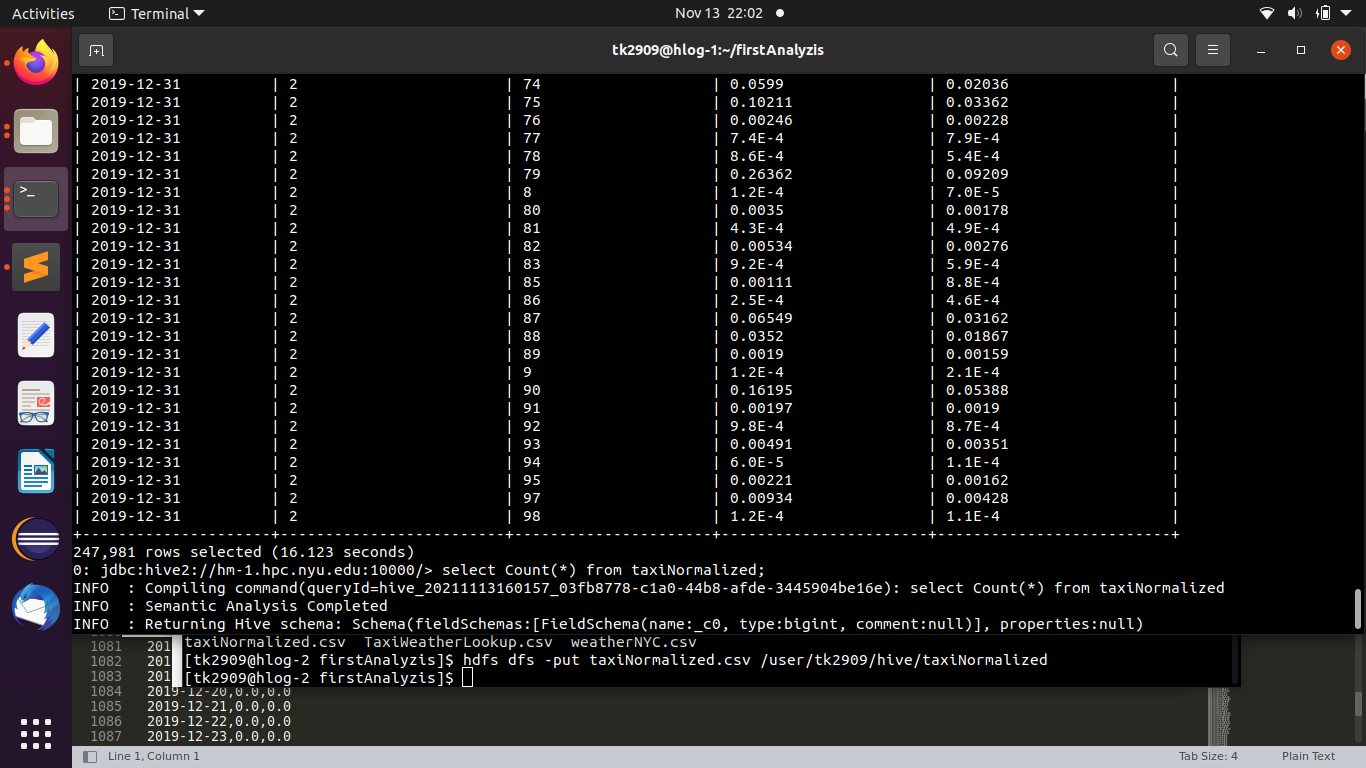 Activities Terminal Nov 13 22:02
tk2909@hlog-1:~/firstAnalyzis
| 2019-12-31 | 2 | 74 | 0.0599 | 0.02036 |
| 2019-12-31 | 2 | 75 | 0.10211 | 0.03362 |
| 2019-12-31 | 2 | 76 | 0.00246 | 0.00228 |
| 2019-12-31 | 2 | 77 | 7.4E-4 | 7.9E-4 |
| 2019-12-31 | 2 | 78 | 8.6E-4 | 5.4E-4 |
| 2019-12-31 | 2 | 79 | 0.26362 | 0.09209 |
| 2019-12-31 | 2 | 8 | 1.2E-4 | 7.0E-5 |
| 2019-12-31 | 2 | 80 | 0.0035 | 0.00178 |
| 2019-12-31 | 2 | 81 | 4.3E-4 | 4.9E-4 |
| 2019-12-31 | 2 | 82 | 0.00534 | 0.00276 |
| 2019-12-31 | 2 | 83 | 9.2E-4 | 5.9E-4 |
| 2019-12-31 | 2 | 85 | 0.00111 | 8.8E-4 |
| 2019-12-31 | 2 | 86 | 2.5E-4 | 4.6E-4 |
| 2019-12-31 | 2 | 87 | 0.06549 | 0.03162 |
| 2019-12-31 | 2 | 88 | 0.0352 | 0.01867 |
| 2019-12-31 | 2 | 89 | 0.0019 | 0.00159 |
| 2019-12-31 | 2 | 9 | 1.2E-4 | 2.1E-4 |
| 2019-12-31 | 2 | 90 | 0.16195 | 0.05388 |
| 2019-12-31 | 2 | 91 | 0.00197 | 0.0019 |
| 2019-12-31 | 2 | 92 | 9.8E-4 | 8.7E-4 |
| 2019-12-31 | 2 | 93 | 0.00491 | 0.00351 |
| 2019-12-31 | 2 | 94 | 6.0E-5 | 1.1E-4 |
| 2019-12-31 | 2 | 95 | 0.00221 | 0.00162 |
| 2019-12-31 | 2 | 97 | 0.00934 | 0.00428 |
| 2019-12-31 | 2 | 98 | 1.2E-4 | 1.1E-4 |
+---------------------+-------------------------+----------------------+-----------------------+--------------------------+
247,981 rows selected (16.123 seconds)
0: jdbc:hive2://hm-1.hpc.nyu.edu:10000/> select Count(*) from taxiNormalized;
INFO  : Compiling command(queryId=hive_20211113160157_03fb8778-c1a0-44b8-afde-3445904be16e): select Count(*) from taxiNormalized
INFO  : Semantic Analysis Completed
INFO  : Returning Hive schema: Schema(fieldSchemas:[FieldSchema(name:_c0, type:bigint, comment:null)], properties:null)
taxiNormalized.csv  TaxiWeatherLookup.csv  weatherNYC.csv
[tk2909@hlog-2 firstAnalyzis]$ hdfs dfs -put taxiNormalized.csv /user/tk2909/hive/taxiNormalized
[tk2909@hlog-2 firstAnalyzis]$
1081 201
1082 201
1083 201
1084 2019-12-20,0.0,0.0
1085 2019-12-21,0.0,0.0
1086 2019-12-22,0.0,0.0
1087 2019-12-23,0.0,0.0
Line 1, Column 1 Tab Size: 4 Plain Text